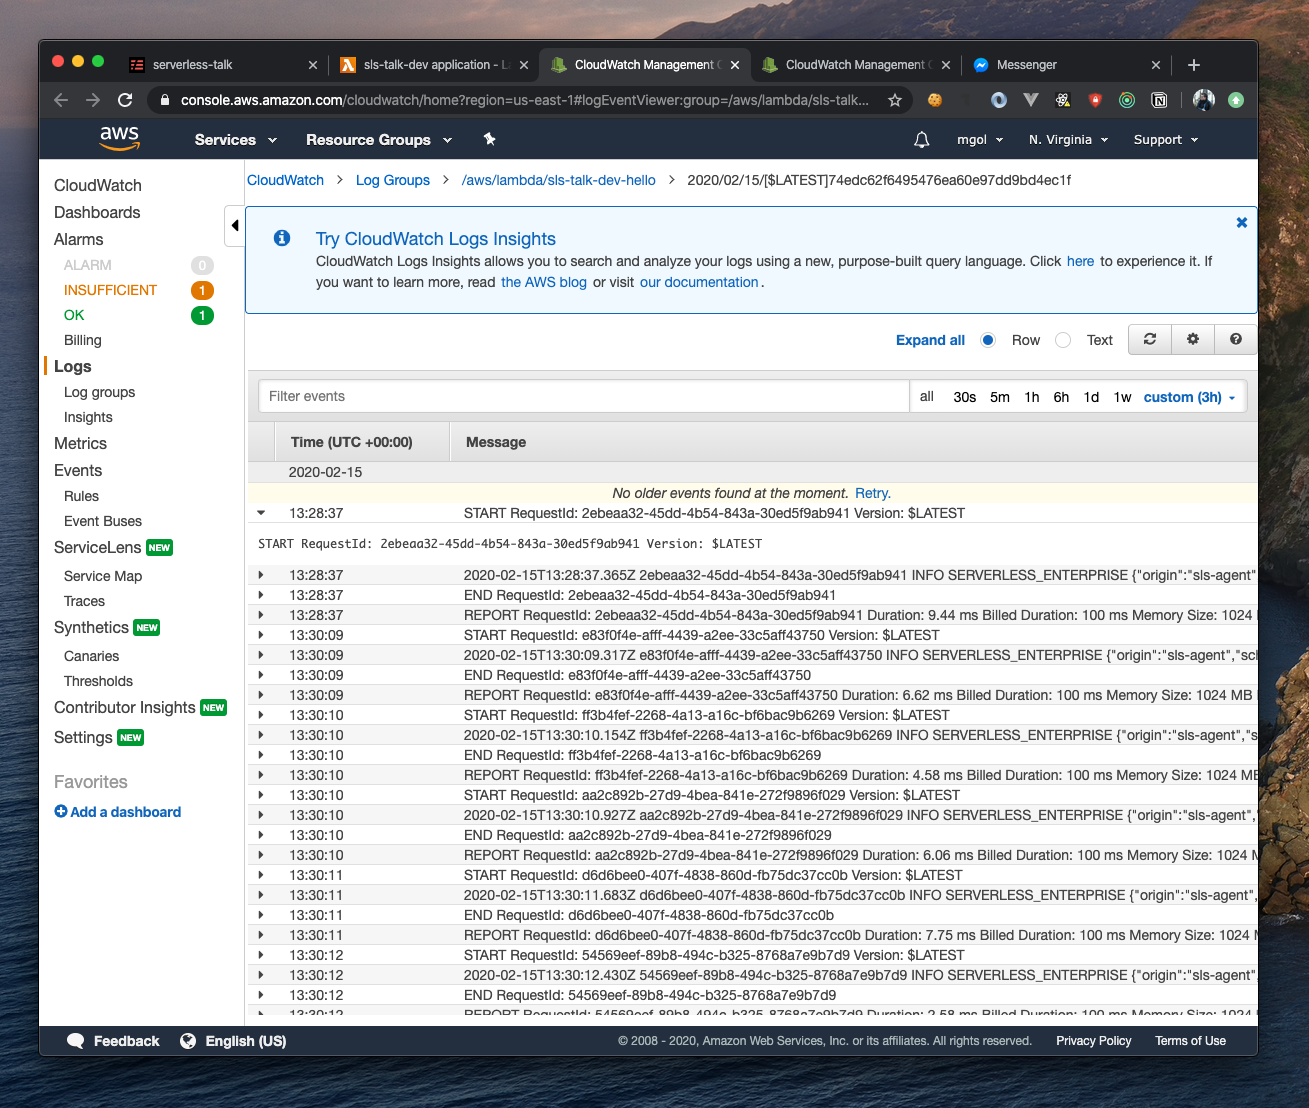 serverless-talk
sls-talk-dev application - L
CloudWatch Management C
CloudWatch Management C
Messenger
console.aws.amazon.com/cloudwatch/home?region=us-east-1#logEventViewer:group=/aws/lambda/sls-talk...
aws Services Resource Groups mgol N. Virginia Support
CloudWatch
Dashboards
Alarms
ALARM 0
INSUFFICIENT 1
OK 1
Billing
Logs
Log groups
Insights
Metrics
Events
Rules
Event Buses
ServiceLens NEW
Service Map
Traces
Synthetics NEW
Canaries
Thresholds
Contributor Insights NEW
Settings NEW
Favorites
Add a dashboard
CloudWatch > Log Groups > /aws/lambda/sls-talk-dev-hello > 2020/02/15/[$LATEST]74edc62f6495476ea60e97dd9bd4ec1f
Try CloudWatch Logs Insights
CloudWatch Logs Insights allows you to search and analyze your logs using a new, purpose-built query language. Click here to experience it. If
you want to learn more, read the AWS blog or visit our documentation.
Expand all Row Text
Filter events all 30s 5m 1h 6h 1d 1w custom (3h)
Time (UTC +00:00) Message
2020-02-15
No older events found at the moment. Retry.
13:28:37 START RequestId: 2ebeaa32-45dd-4b54-843a-30ed5f9ab941 Version: $LATEST
START RequestId: 2ebeaa32-45dd-4b54-843a-30ed5f9ab941 Version: $LATEST
13:28:37 2020-02-15T13:28:37.365Z 2ebeaa32-45dd-4b54-843a-30ed5f9ab941 INFO SERVERLESS_ENTERPRISE {"origin":"sls-agent"
13:28:37 END RequestId: 2ebeaa32-45dd-4b54-843a-30ed5f9ab941
13:28:37 REPORT RequestId: 2ebeaa32-45dd-4b54-843a-30ed5f9ab941 Duration: 9.44 ms Billed Duration: 100 ms Memory Size: 1024
13:30:09 START RequestId: e83f0f4e-afff-4439-a2ee-33c5aff43750 Version: $LATEST
13:30:09 2020-02-15T13:30:09.317Z e83f0f4e-afff-4439-a2ee-33c5aff43750 INFO SERVERLESS_ENTERPRISE {"origin":"sls-agent","scl
13:30:09 END RequestId: e83f0f4e-afff-4439-a2ee-33c5aff43750
13:30:09 REPORT RequestId: e83f0f4e-afff-4439-a2ee-33c5aff43750 Duration: 6.62 ms Billed Duration: 100 ms Memory Size: 1024 MB
13:30:10 START RequestId: ff3b4fef-2268-4a13-a16c-bf6bac9b6269 Version: $LATEST
13:30:10 2020-02-15T13:30:10.154Z ff3b4fef-2268-4a13-a16c-bf6bac9b6269 INFO SERVERLESS_ENTERPRISE {"origin":"sls-agent","s
13:30:10 END RequestId: ff3b4fef-2268-4a13-a16c-bf6bac9b6269
13:30:10 REPORT RequestId: ff3b4fef-2268-4a13-a16c-bf6bac9b6269 Duration: 4.58 ms Billed Duration: 100 ms Memory Size: 1024 MB
13:30:10 START RequestId: aa2c892b-27d9-4bea-841e-272f9896f029 Version: $LATEST
13:30:10 2020-02-15T13:30:10.927Z aa2c892b-27d9-4bea-841e-272f9896f029 INFO SERVERLESS_ENTERPRISE {"origin":"sls-agent",
13:30:10 END RequestId: aa2c892b-27d9-4bea-841e-272f9896f029
13:30:10 REPORT RequestId: aa2c892b-27d9-4bea-841e-272f9896f029 Duration: 6.06 ms Billed Duration: 100 ms Memory Size: 1024 M
13:30:11 START RequestId: d6d6bee0-407f-4838-860d-fb75dc37cc0b Version: $LATEST
13:30:11 2020-02-15T13:30:11.683Z d6d6bee0-407f-4838-860d-fb75dc37cc0b INFO SERVERLESS_ENTERPRISE {"origin":"sls-agent",
13:30:11 END RequestId: d6d6bee0-407f-4838-860d-fb75dc37cc0b
13:30:11 REPORT RequestId: d6d6bee0-407f-4838-860d-fb75dc37cc0b Duration: 7.75 ms Billed Duration: 100 ms Memory Size: 1024 M
13:30:12 START RequestId: 54569eef-89b8-494c-b325-8768a7e9b7d9 Version: $LATEST
13:30:12 2020-02-15T13:30:12.430Z 54569eef-89b8-494c-b325-8768a7e9b7d9 INFO SERVERLESS_ENTERPRISE {"origin":"sls-agent",
13:30:12 END RequestId: 54569eef-89b8-494c-b325-8768a7e9b7d9
13:30:12 REPORT RequestId: 54569eef-89b8-494c-b325-8768a7e9b7d9 Duration: 2.58 ms Billed Duration: 100 ms Memory Size: 1024 M
Feedback English (US) © 2008 - 2020, Amazon Web Services, Inc. or its affiliates. All rights reserved. Privacy Policy Terms of Use